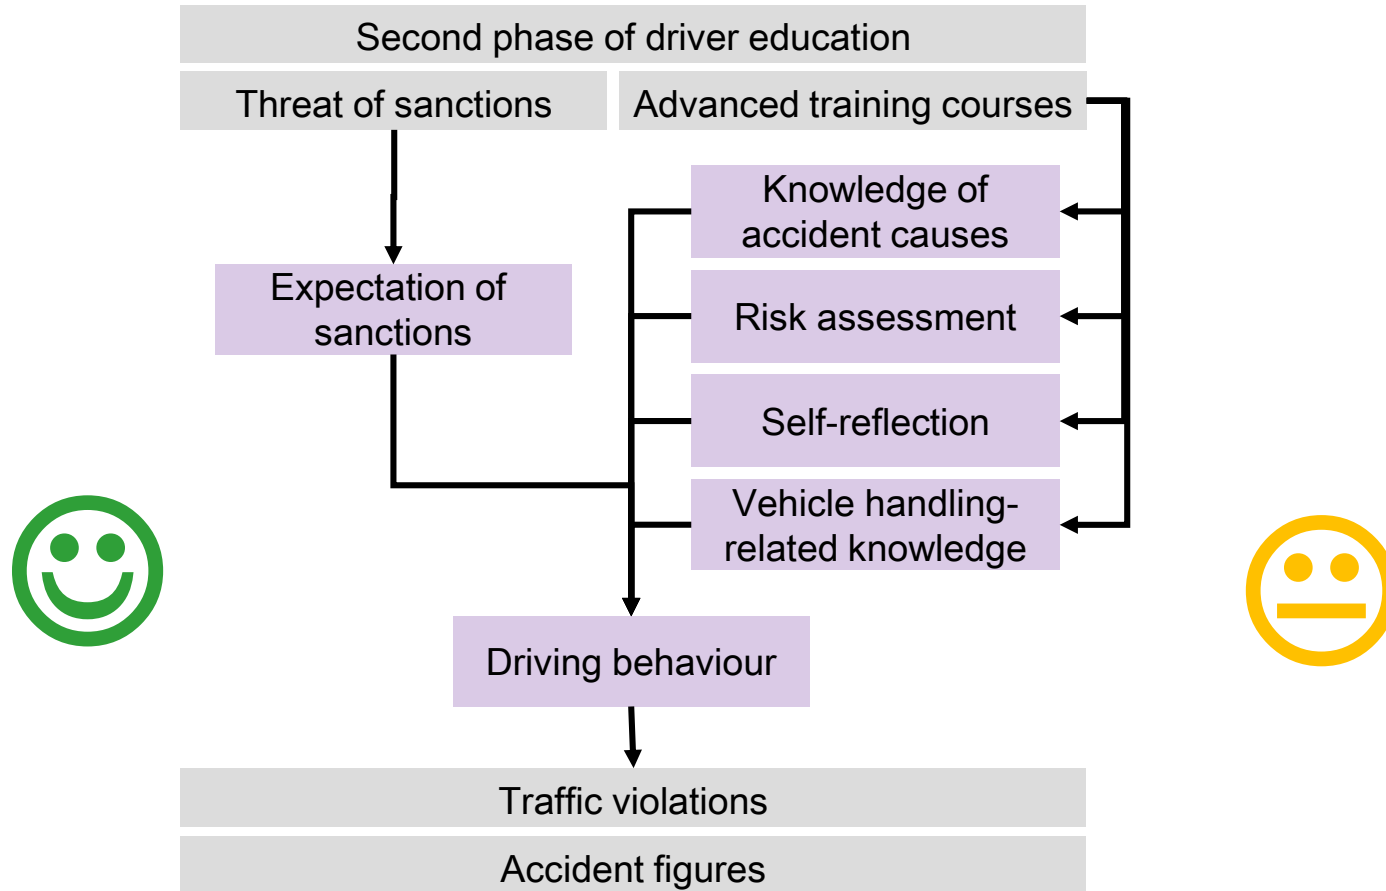 Second phase of driver education
Threat of sanctions
Advanced training courses
Knowledge of
accident causes
Expectation of
sanctions
Risk assessment
Self-reflection
Vehicle handling-
related knowledge
Driving behaviour
Traffic violations
Accident figures